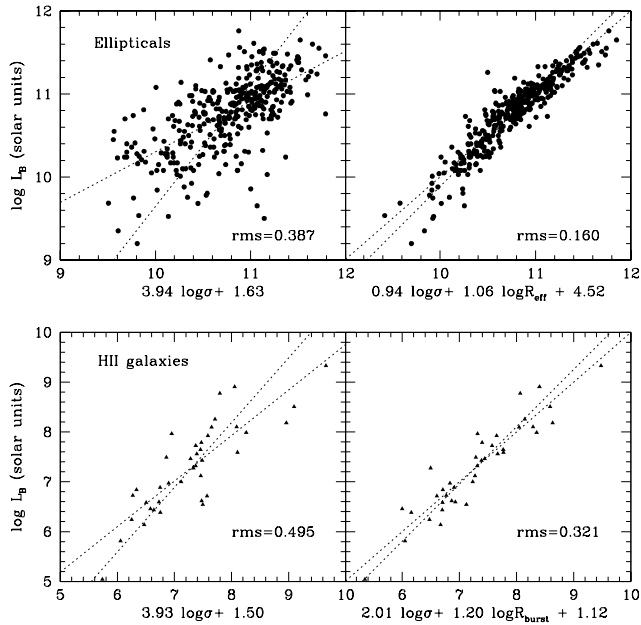 12
11
10
9
log L_B (solar units)
Ellipticals
rms=0.387
rms=0.160
9 10 11 12 10 11 12
3.94 logσ+ 1.63
0.94 logσ + 1.06 logR_eff + 4.52
10
9
8
7
6
5
log L_B (solar units)
HII galaxies
rms=0.495
rms=0.321
5 6 7 8 9 10 6 7 8 9 10
3.93 logσ+ 1.50
2.01 logσ+ 1.20 logR_burst + 1.12